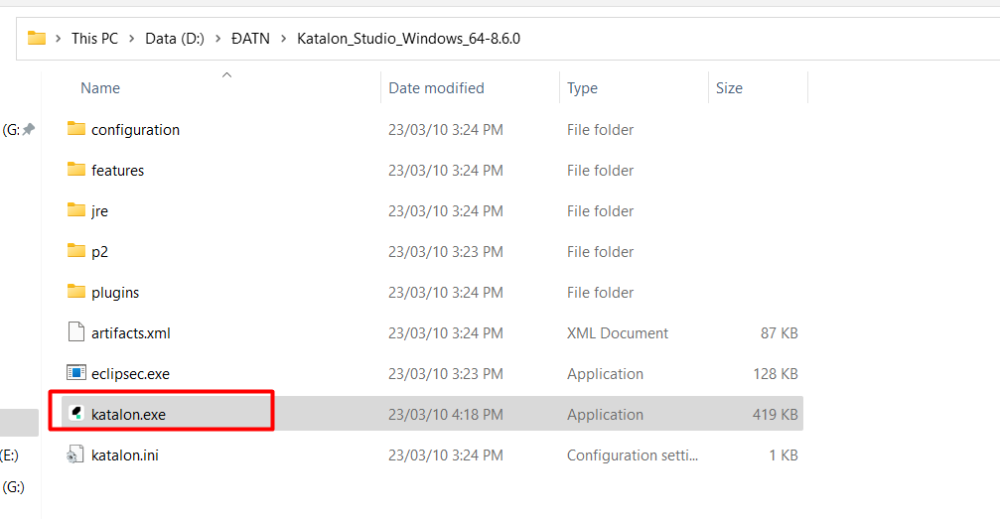 This PC > Data (D:) > ĐATN > Katalon_Studio_Windows_64-8.6.0
Name Date modified Type Size
(G: configuration 23/03/10 3:24 PM File folder
features 23/03/10 3:24 PM File folder
jre 23/03/10 3:24 PM File folder
p2 23/03/10 3:23 PM File folder
plugins 23/03/10 3:24 PM File folder
artifacts.xml 23/03/10 3:24 PM XML Document 87 KB
eclipsec.exe 23/03/10 3:23 PM Application 128 KB
katalon.exe 23/03/10 4:18 PM Application 419 KB
(E:) katalon.ini 23/03/10 3:24 PM Configuration setti... 1 KB
(G:)